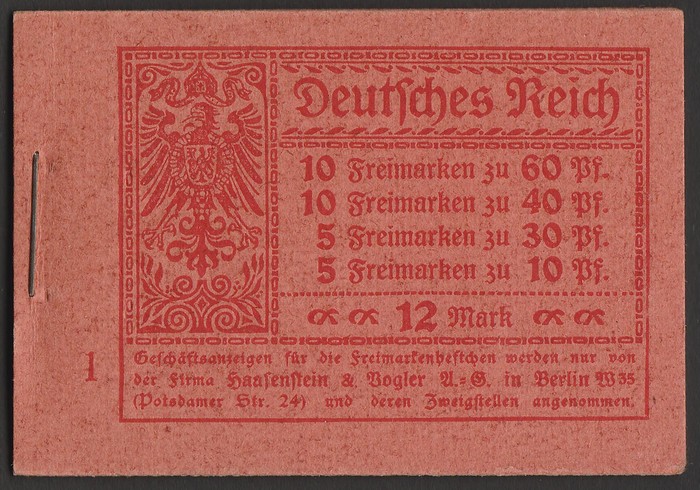 Deutsches Reich
10 Freimarken zu 60 Pf.
10 Freimarken zu 40 Pf.
5 Freimarken zu 30 Pf.
5 Freimarken zu 10 Pf.
12 Mark
1
Geschäftsanzeigen für die Freimarkenheftchen werden nur von
der Firma Haasenstein & Vogler A.=G. in Berlin W 35
(Potsdamer Str. 24) und deren Zweigstellen angenommen.